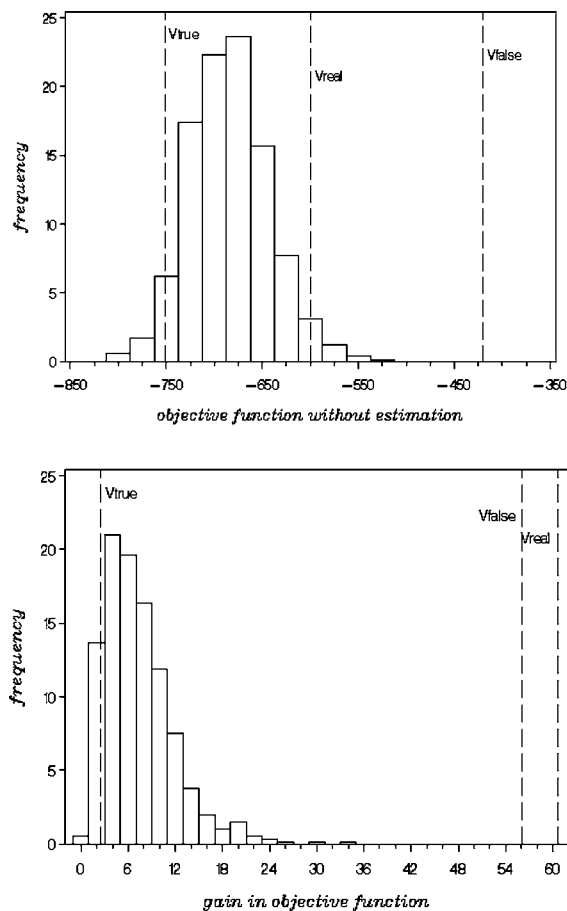 25
20
15
10
5
0
frequency
Vtrue
Vreal
Vfalse
−850 −750 −650 −550 −450 −350
objective function without estimation
25
20
15
10
5
0
frequency
Vtrue
Vfalse
Vreal
0 6 12 18 24 30 36 42 48 54 60
gain in objective function